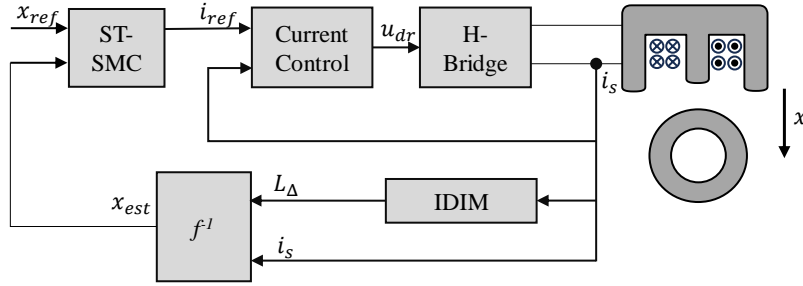 x_ref
ST-
SMC
i_ref
Current
Control
u_dr
H-
Bridge
i_s
x
x_est
f⁻¹
L_Δ
IDIM
i_s